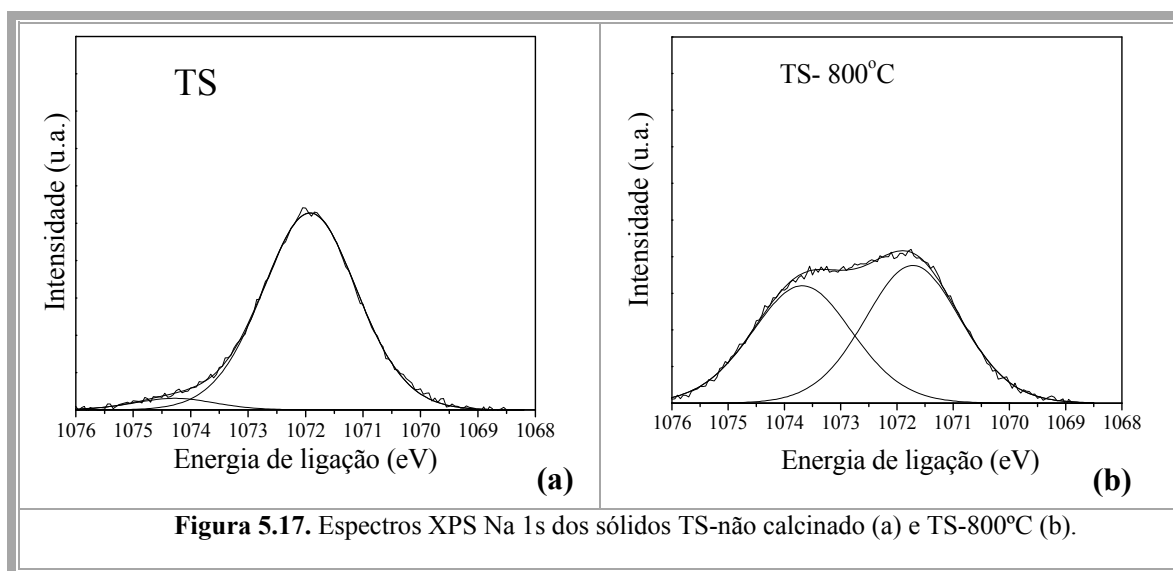 TS
Intensidade (u.a.)
1076 1075 1074 1073 1072 1071 1070 1069 1068
Energia de ligação (eV)
(a)
TS- 800°C
Intensidade (u.a.)
1076 1075 1074 1073 1072 1071 1070 1069 1068
Energia de ligação (eV)
(b)
Figura 5.17. Espectros XPS Na 1s dos sólidos TS-não calcinado (a) e TS-800ºC (b).